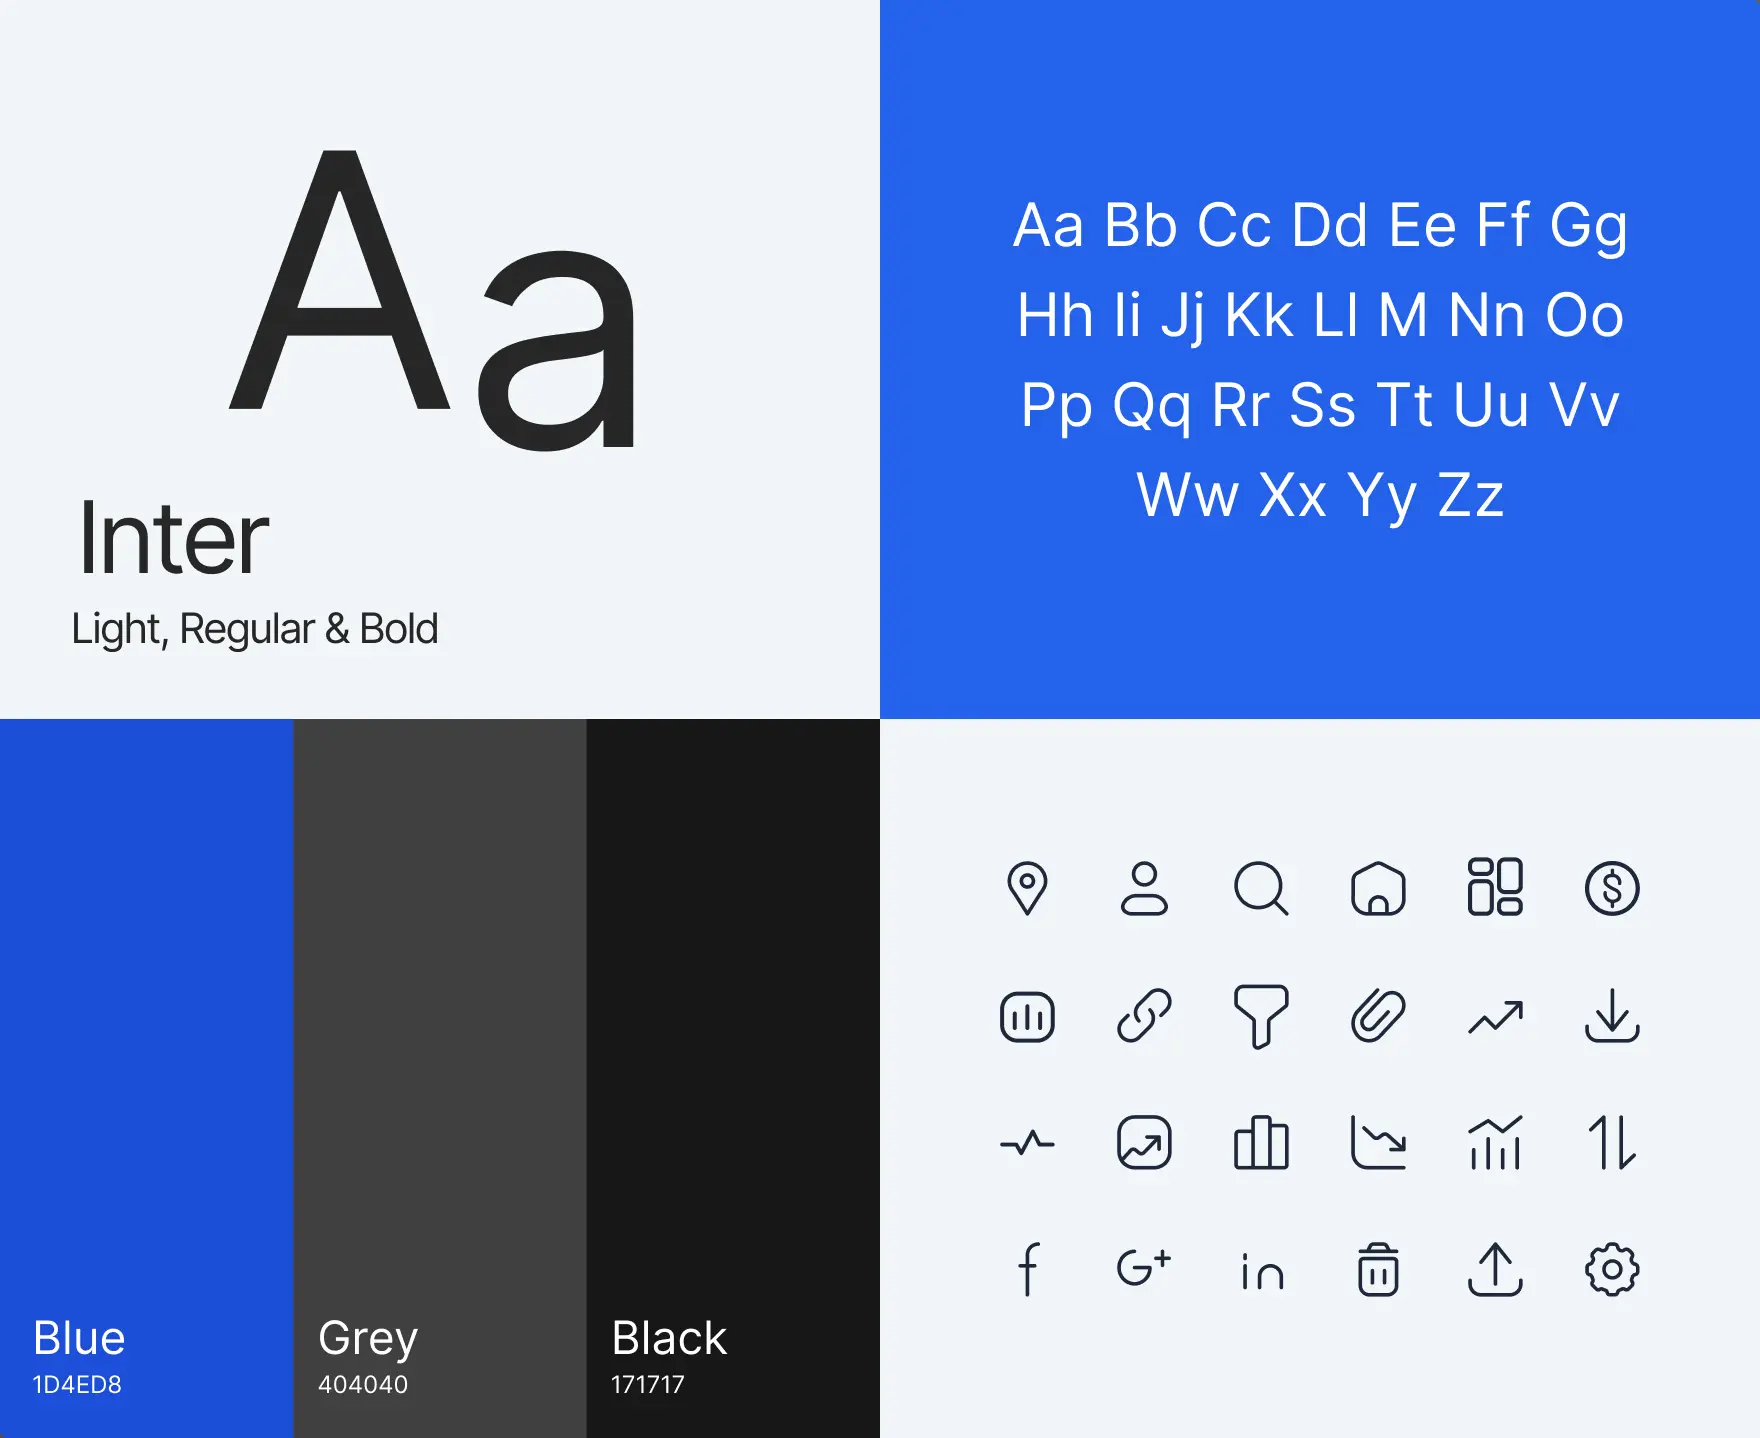 Aa
Inter
Light, Regular & Bold
Aa Bb Cc Dd Ee Ff Gg
Hh Ii Jj Kk Ll M Nn Oo
Pp Qq Rr Ss Tt Uu Vv
Ww Xx Yy Zz
Blue
1D4ED8
Grey
404040
Black
171717
f G+ in